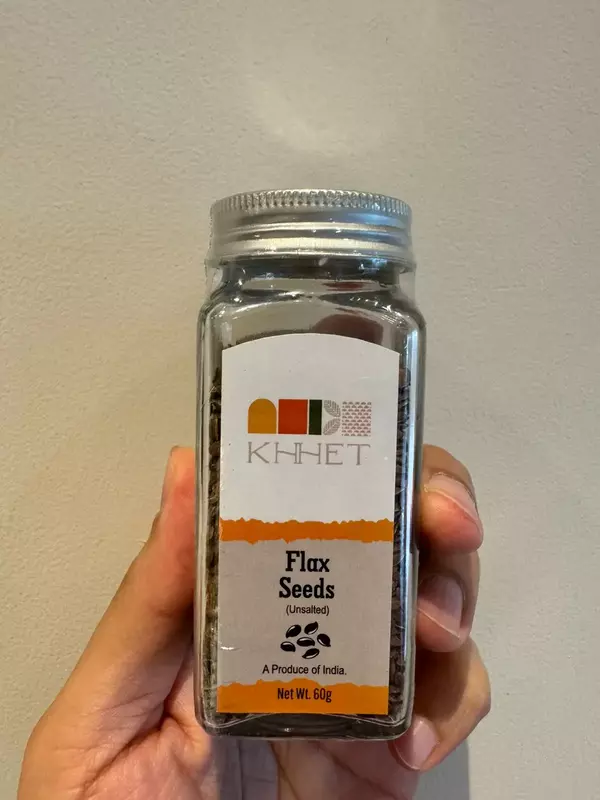 KHHET
Flax
Seeds
(Unsalted)
A Produce of India.
Net Wt. 60g